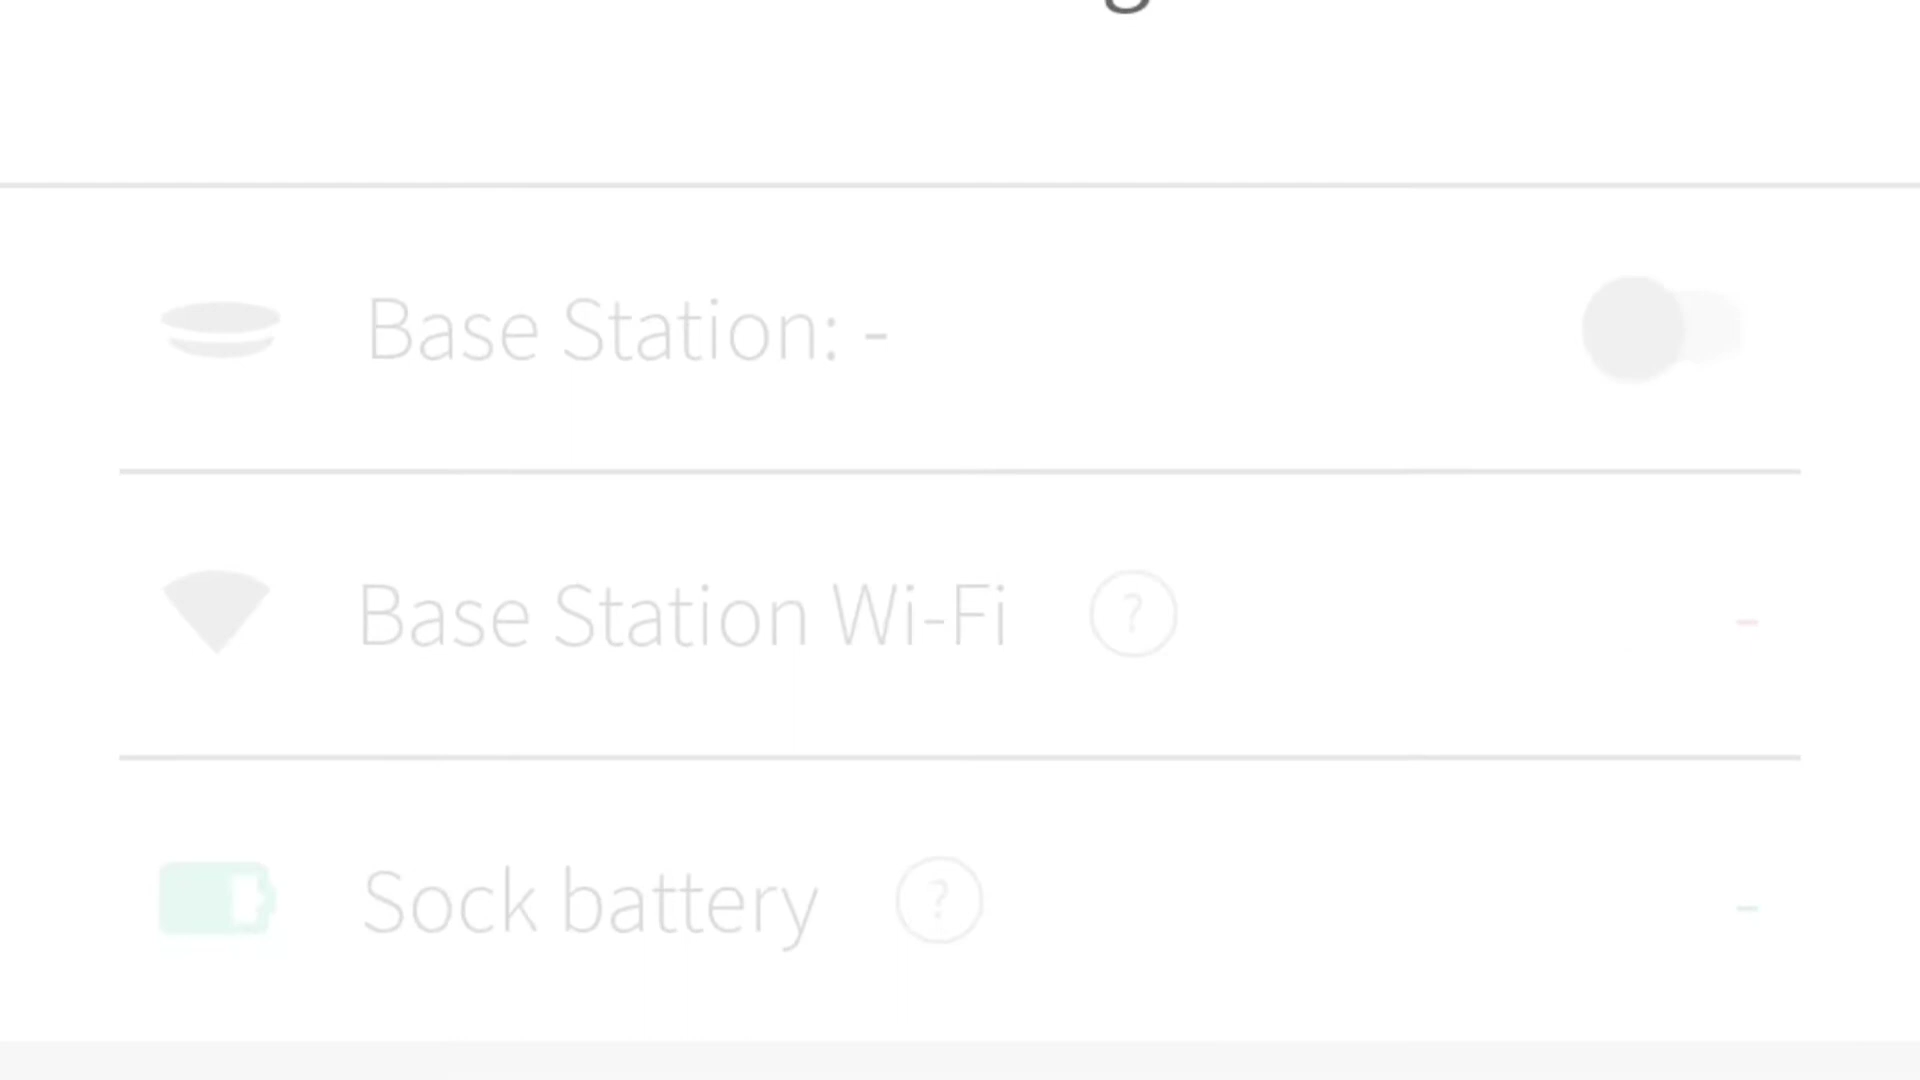 Base Station: -
Base Station Wi-Fi ? -
Sock battery ? -